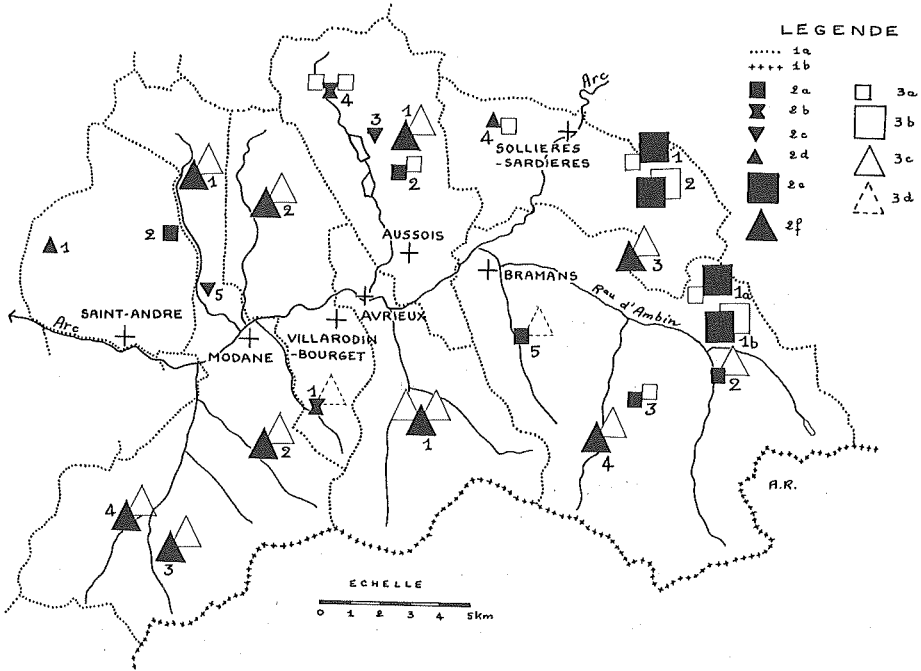 LEGENDE
1a
1b
2a
2b
2c
2d
2e
2f
3a
3b
3c
3d
Arc
4
3
1
4
SOLLIERES
-SARDIERES
1
2
1
2
2
2
1
5
AUSSOIS
3
BRAMANS
Rau d'Ambin
1a
1b
SAINT-ANDRE
Arc
MODANE
VILLARODIN
-BOURGET
AVRIEUX
5
2
1
3
2
1
4
4
3
A.R.
ECHELLE
0 1 2 3 4 5km